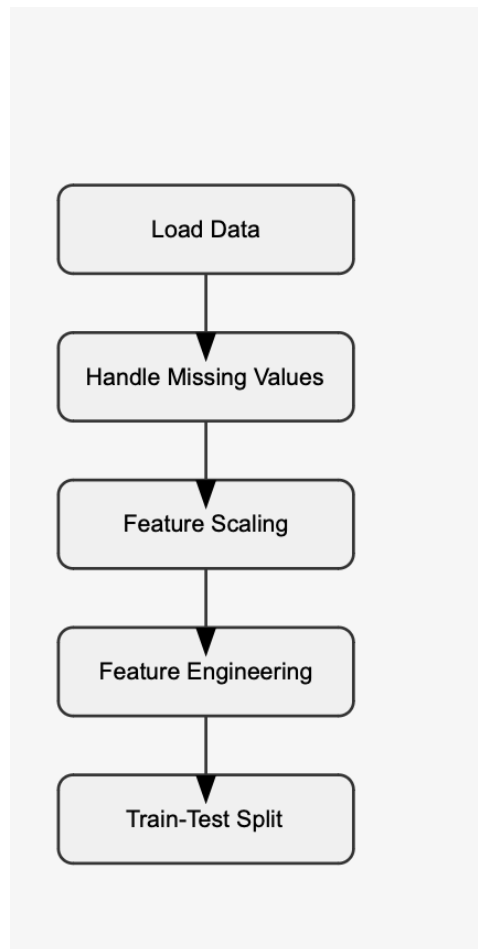 Load Data
Handle Missing Values
Feature Scaling
Feature Engineering
Train-Test Split